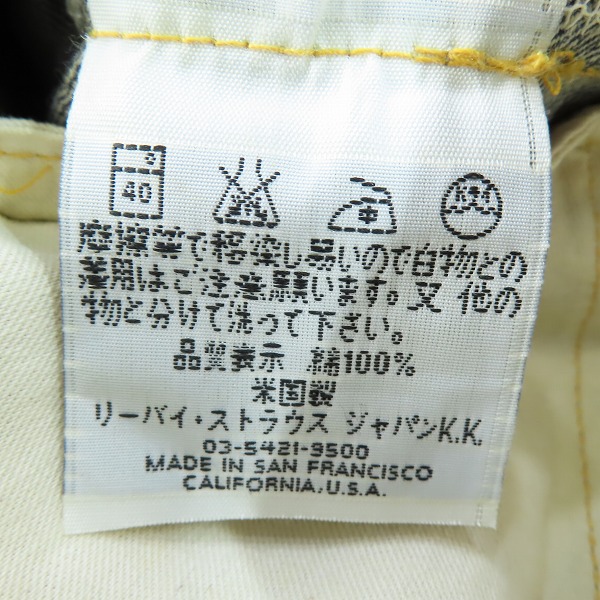 40
摩擦等で移染し易いので白物との
着用はご注意願います。又 他の
物と分けて洗って下さい。
品質表示 綿100%
米国製
リーバイ・ストラウス ジャパンK.K.
03-5421-9500
MADE IN SAN FRANCISCO
CALIFORNIA, U.S.A.